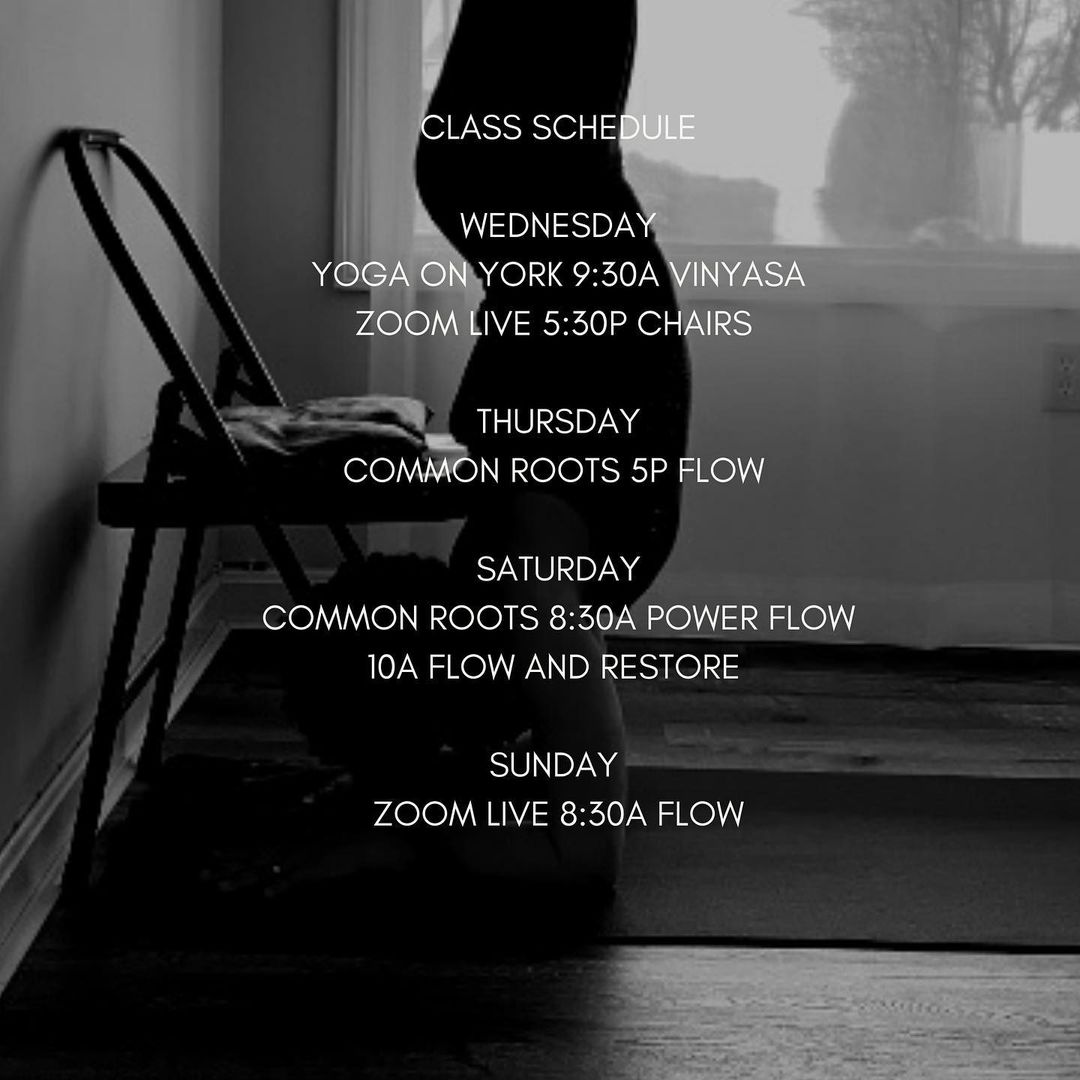 CLASS SCHEDULE
WEDNESDAY
YOGA ON YORK 9:30A VINYASA
ZOOM LIVE 5:30P CHAIRS
THURSDAY
COMMON ROOTS 5P FLOW
SATURDAY
COMMON ROOTS 8:30A POWER FLOW
10A FLOW AND RESTORE
SUNDAY
ZOOM LIVE 8:30A FLOW